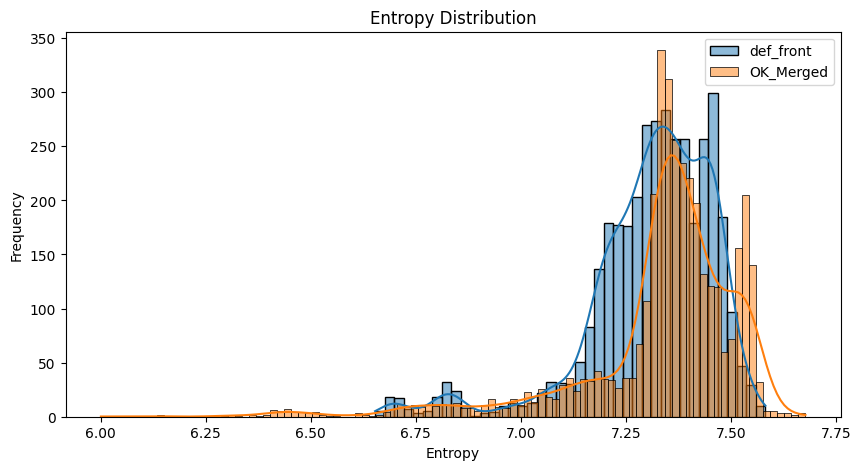 Entropy Distribution
def_front
OK_Merged
Frequency
350
300
250
200
150
100
50
0
6.00 6.25 6.50 6.75 7.00 7.25 7.50 7.75
Entropy